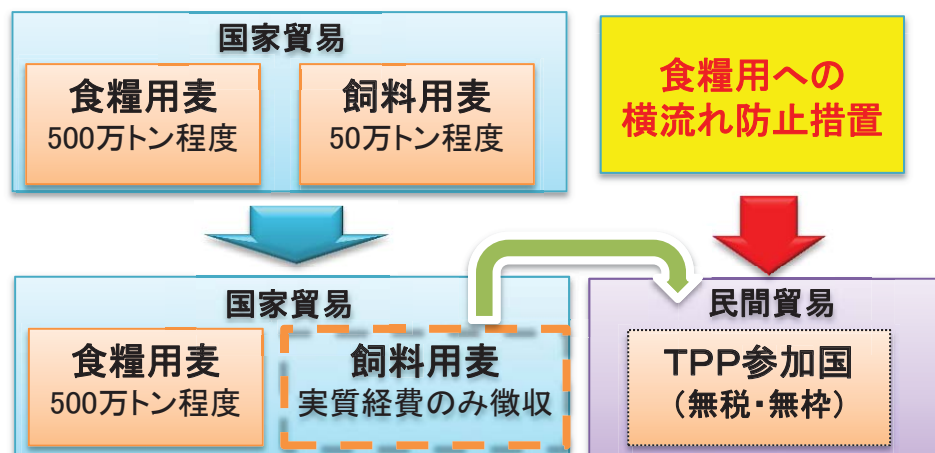 国家貿易
食糧用麦
500万トン程度
飼料用麦
50万トン程度
食糧用への
横流れ防止措置
国家貿易
食糧用麦
500万トン程度
飼料用麦
実質経費のみ徴収
民間貿易
TPP参加国
(無税・無枠)